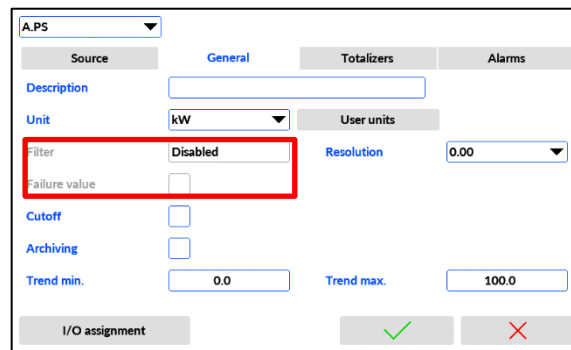 A.PS
Source General Totalizers Alarms
Description
Unit kW User units
Filter Disabled Resolution 0.00
Failure value
Cutoff
Archiving
Trend min. 0.0 Trend max. 100.0
I/O assignment